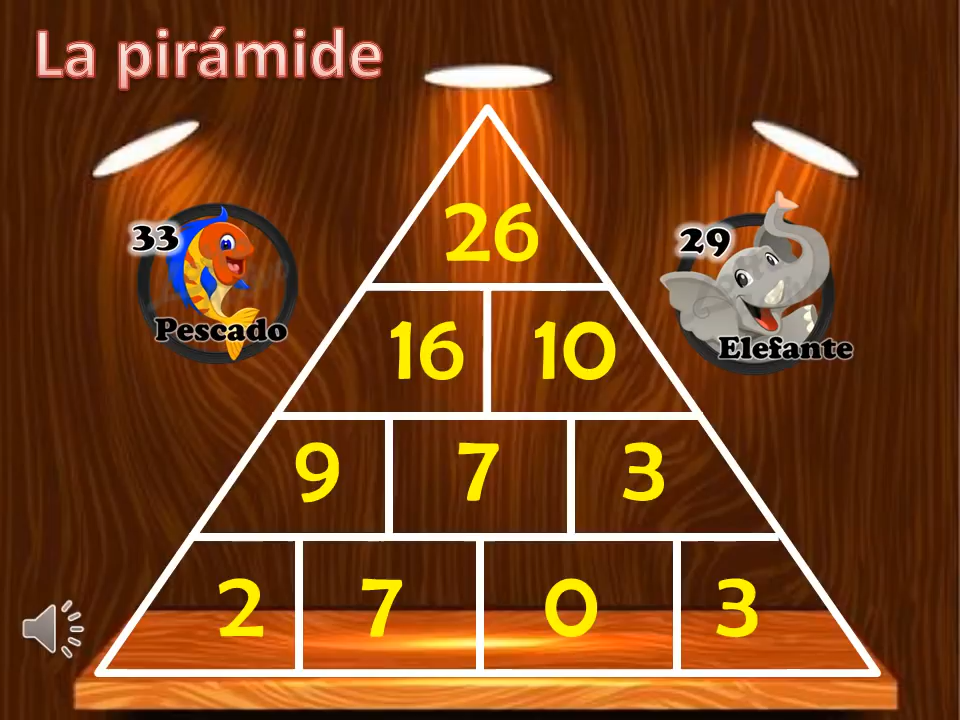 La pirámide
26
33
29
Pescado
Elefante
16 10
9 7 3
2 7 0 3